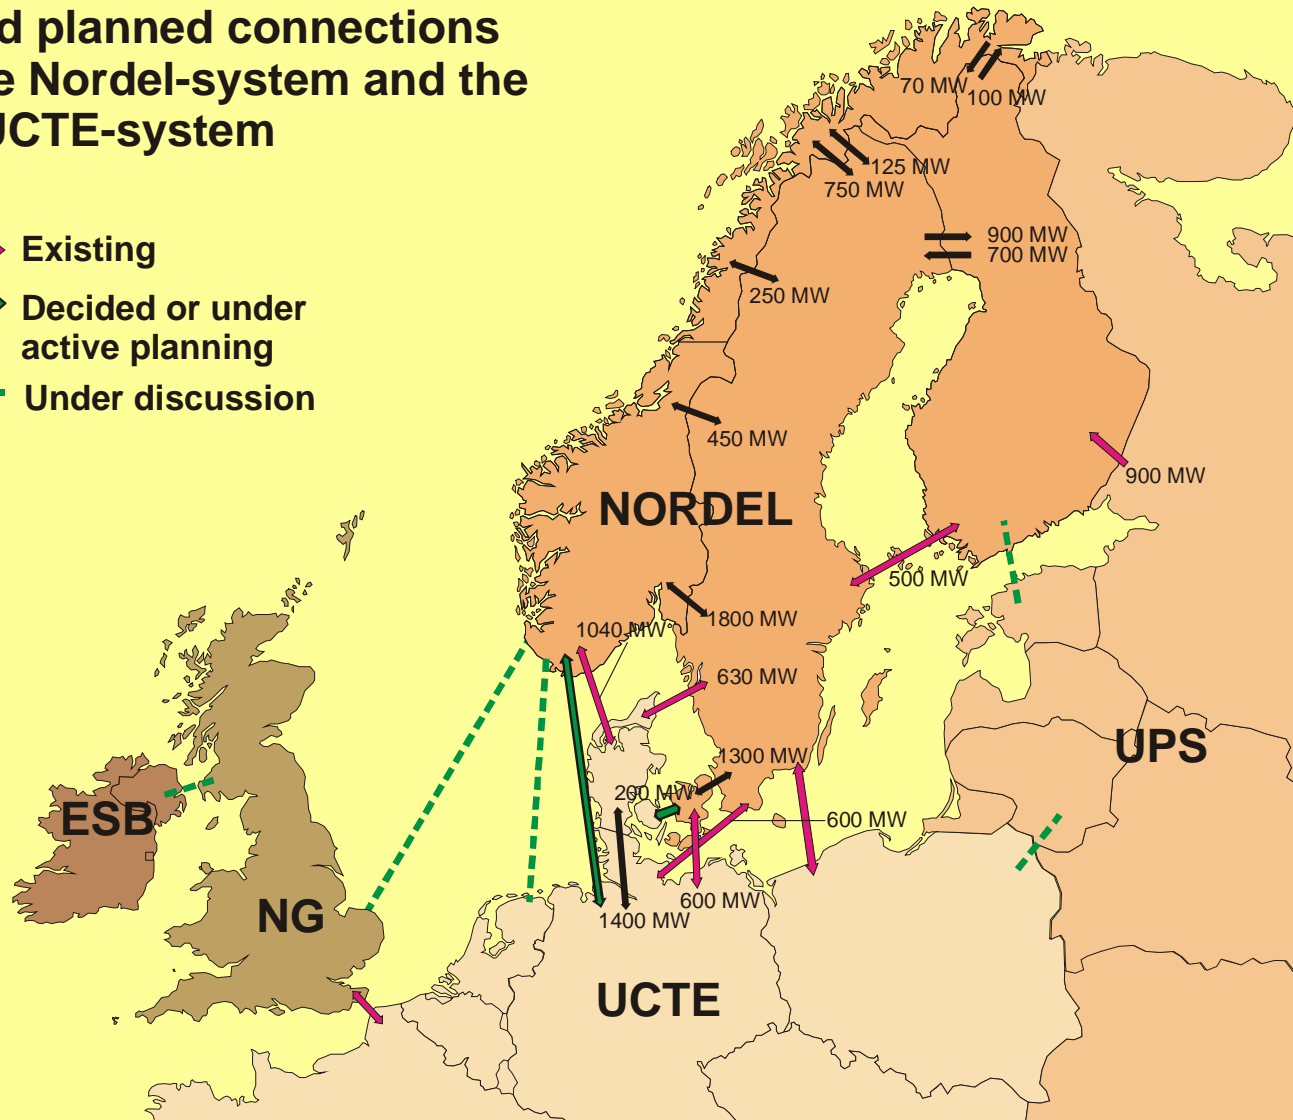 d planned connections
e Nordel-system and the
UCTE-system
Existing
Decided or under
active planning
Under discussion
70 MW
100 MW
125 MW
750 MW
900 MW
700 MW
250 MW
450 MW
900 MW
NORDEL
500 MW
1800 MW
1040 MW
630 MW
UPS
1300 MW
200 MW
ESB
600 MW
600 MW
NG
1400 MW
UCTE